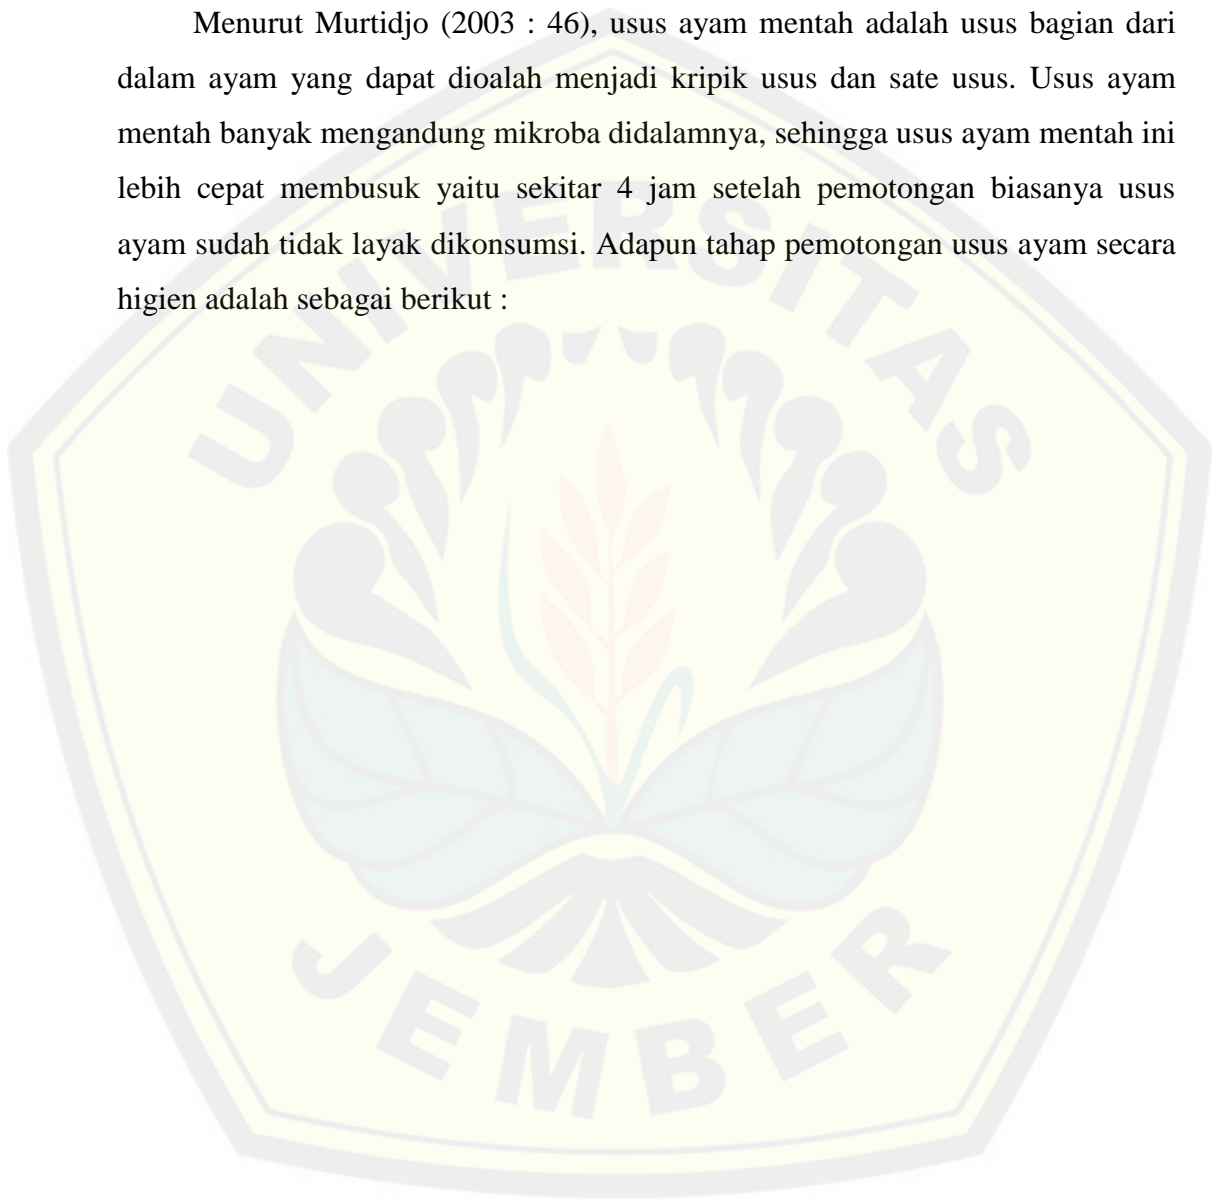 Menurut Murtidjo (2003 : 46), usus ayam mentah adalah usus bagian dari
dalam ayam yang dapat dioalah menjadi kripik usus dan sate usus. Usus ayam
mentah banyak mengandung mikroba didalamnya, sehingga usus ayam mentah ini
lebih cepat membusuk yaitu sekitar 4 jam setelah pemotongan biasanya usus
ayam sudah tidak layak dikonsumsi. Adapun tahap pemotongan usus ayam secara
higien adalah sebagai berikut :
UNIVERSITAS
JEMBER